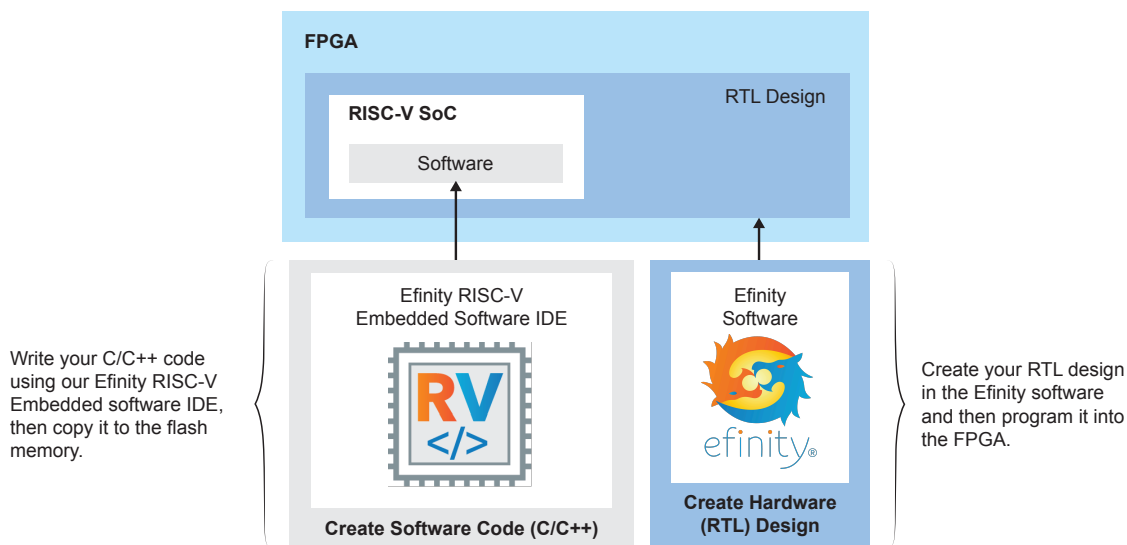 FPGA
RTL Design
RISC-V SoC
Software
Efinity RISC-V
Embedded Software IDE
RV
</>
Create Software Code (C/C++)
Efinity
Software
efinity®
Create Hardware
(RTL) Design
Write your C/C++ code
using our Efinity RISC-V
Embedded software IDE,
then copy it to the flash
memory.
Create your RTL design
in the Efinity software
and then program it into
the FPGA.